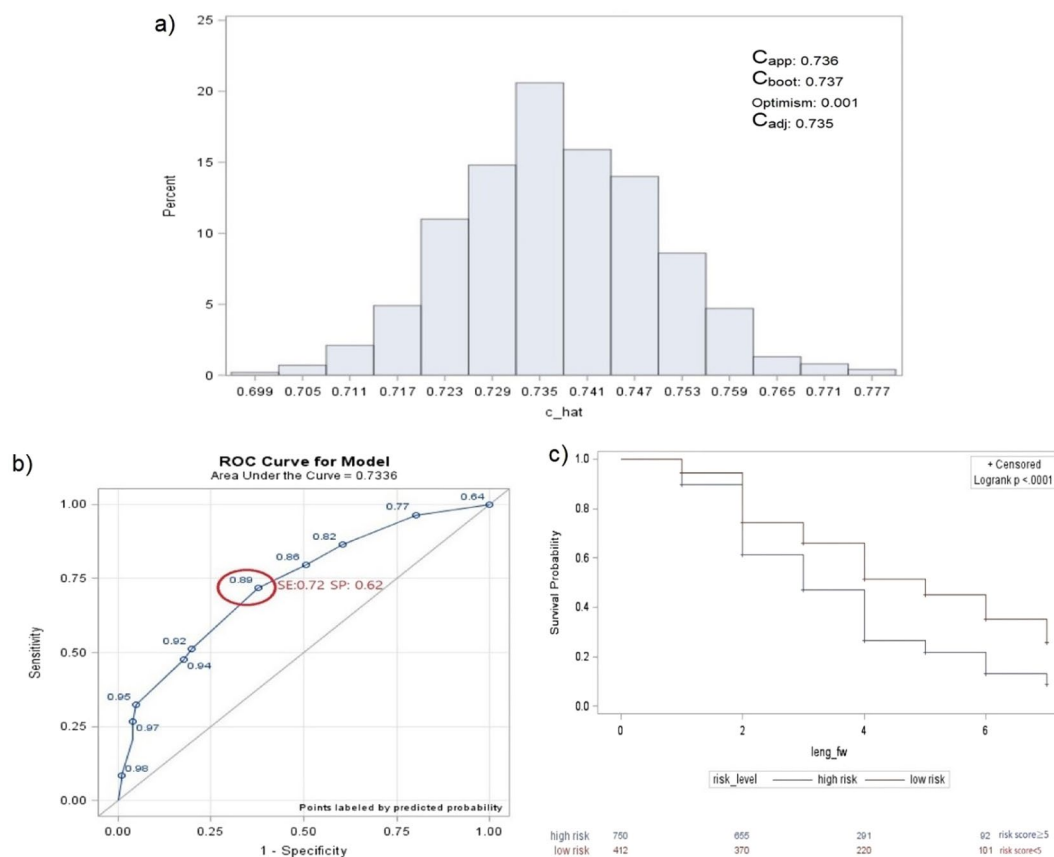 a)
25
20
15
10
5
0
Percent
Capp: 0.736
Cboot: 0.737
Optimism: 0.001
Cadj: 0.735
0.699 0.705 0.711 0.717 0.723 0.729 0.735 0.741 0.747 0.753 0.759 0.765 0.771 0.777
c_hat
b)
ROC Curve for Model
Area Under the Curve = 0.7336
1.00
0.75
0.50
0.25
0.00
Sensitivity
0.64
0.77
0.82
0.86
0.89
SE:0.72 SP: 0.62
0.92
0.94
0.95
0.97
0.98
Points labeled by predicted probability
0.00 0.25 0.50 0.75 1.00
1 - Specificity
c)
1.0
0.8
0.6
0.4
0.2
0.0
Survival Probability
+ Censored
Logrank p <.0001
0 2 4 6
leng_fw
risk_level high risk low risk
high risk 750 655 291 92 risk score≥5
low risk 412 370 220 101 risk score<5